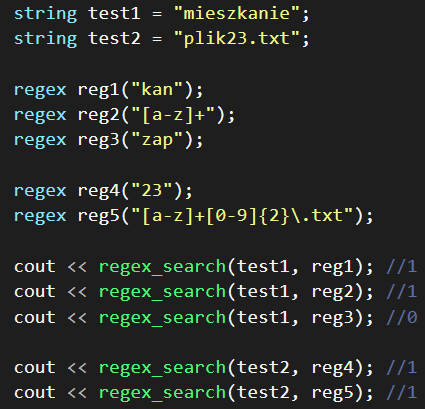 string test1 = "mieszkanie";
string test2 = "plik23.txt";
regex reg1("kan");
regex reg2("[a-z]+");
regex reg3("zap");
regex reg4("23");
regex reg5("[a-z]+[0-9]{2}\.txt");
cout << regex_search(test1, reg1); //1
cout << regex_search(test1, reg2); //1
cout << regex_search(test1, reg3); //0
cout << regex_search(test2, reg4); //1
cout << regex_search(test2, reg5); //1